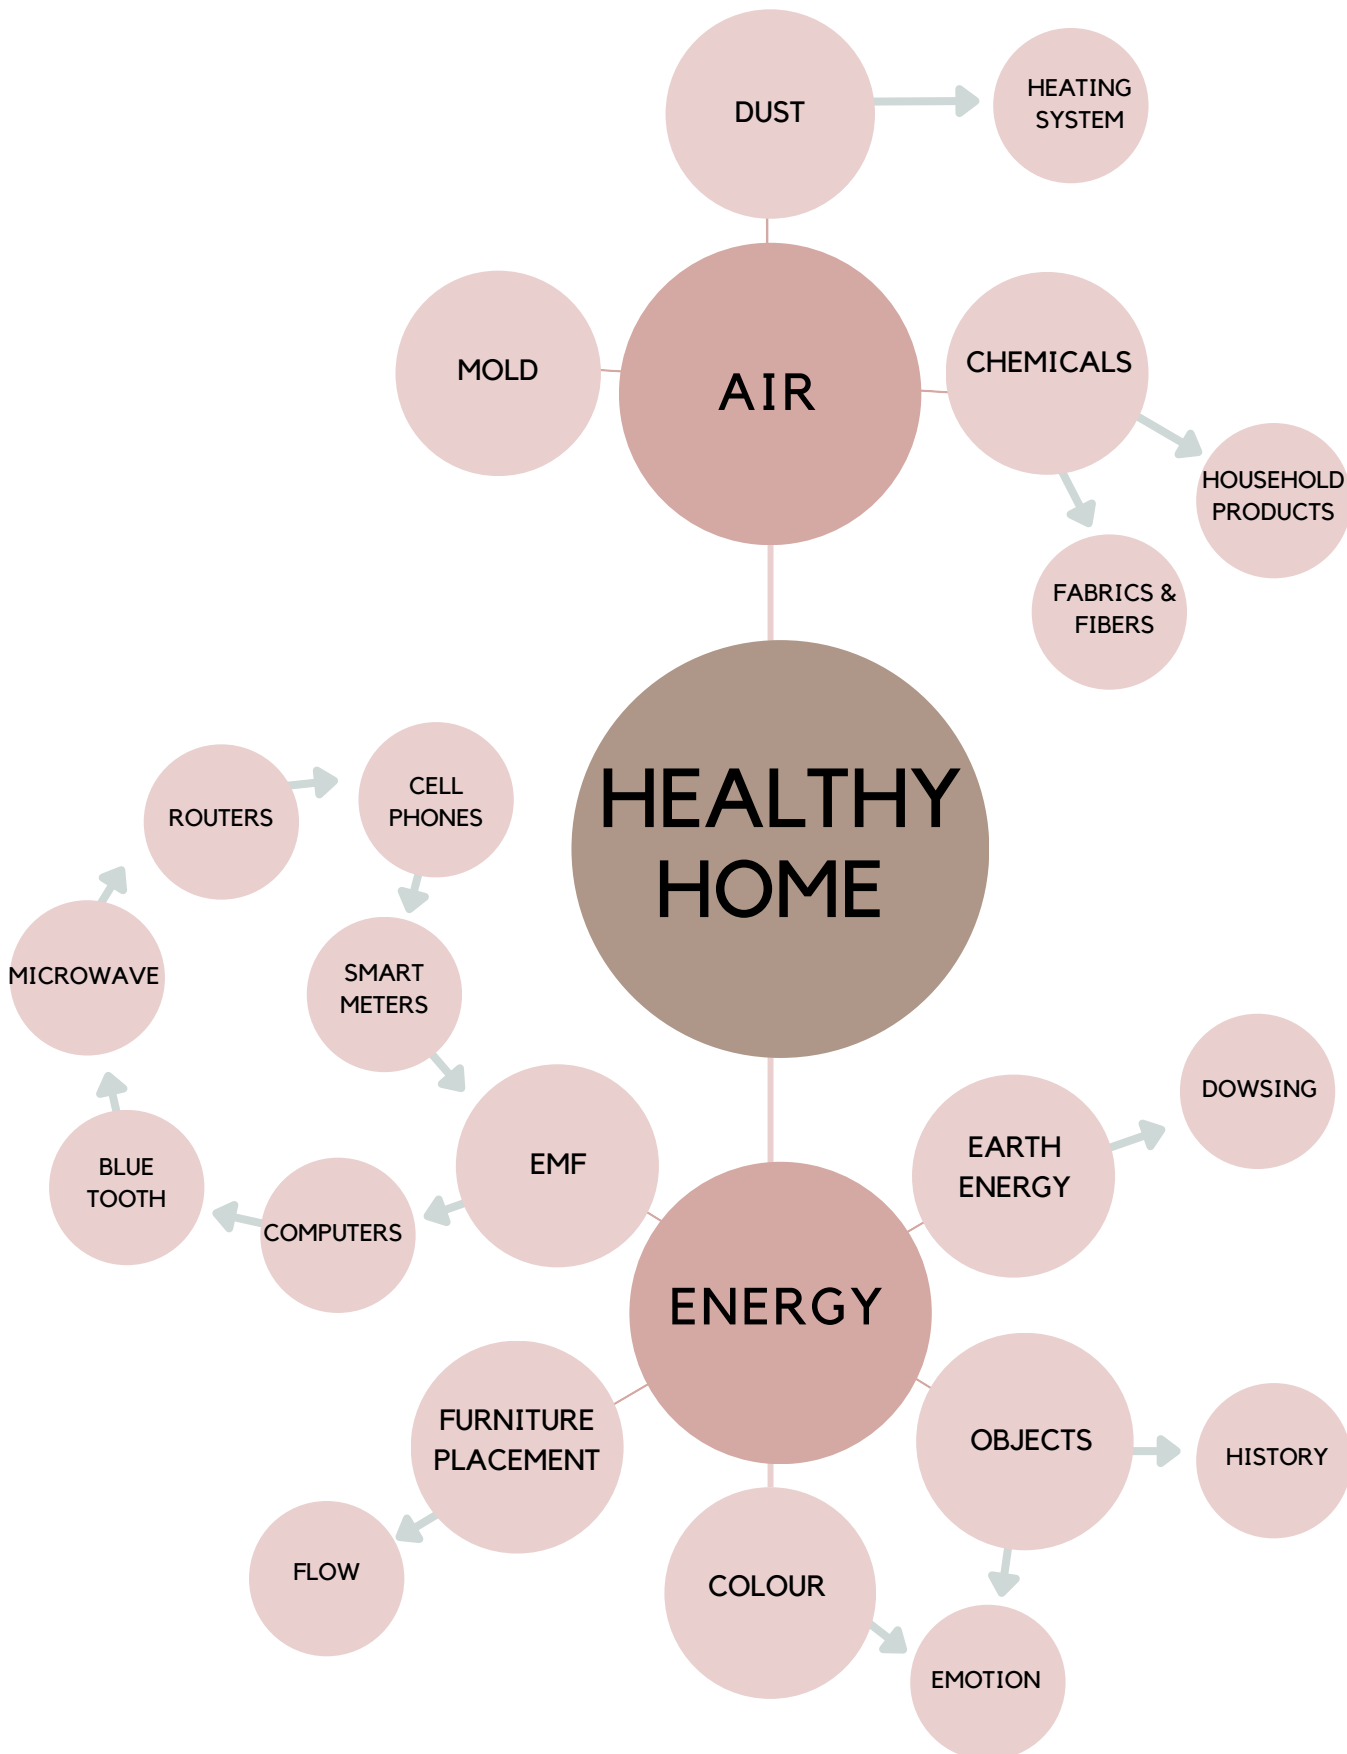 DUST
HEATING
SYSTEM
MOLD
AIR
CHEMICALS
HOUSEHOLD
PRODUCTS
FABRICS &
FIBERS
HEALTHY
HOME
ROUTERS
CELL
PHONES
MICROWAVE
SMART
METERS
BLUE
TOOTH
COMPUTERS
EMF
EARTH
ENERGY
DOWSING
ENERGY
FURNITURE
PLACEMENT
OBJECTS
HISTORY
FLOW
COLOUR
EMOTION